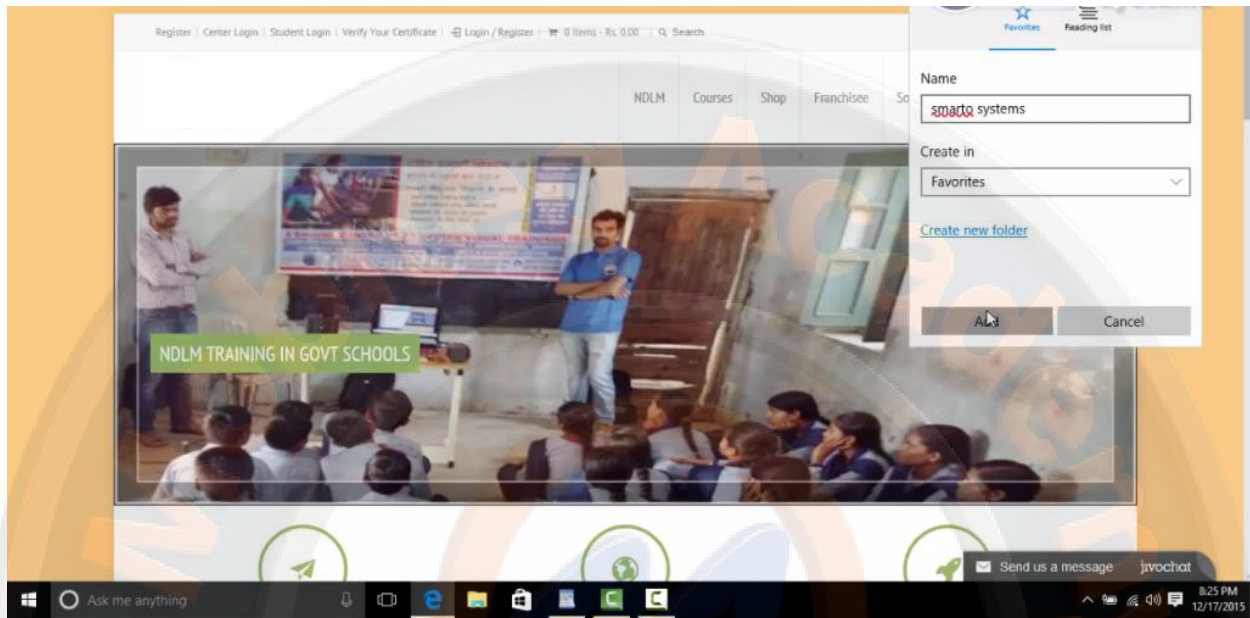 Register | Center Login | Student Login | Verify Your Certificate | Login / Register | 0 Items - Rs. 0.00 | Search
NDLM Courses Shop Franchisee So
Favorites Reading list
Name
smarto systems
Create in
Favorites
Create new folder
Add Cancel
NDLM TRAINING IN GOVT SCHOOLS
Send us a message jivochat
Ask me anything
8:25 PM
12/17/2015